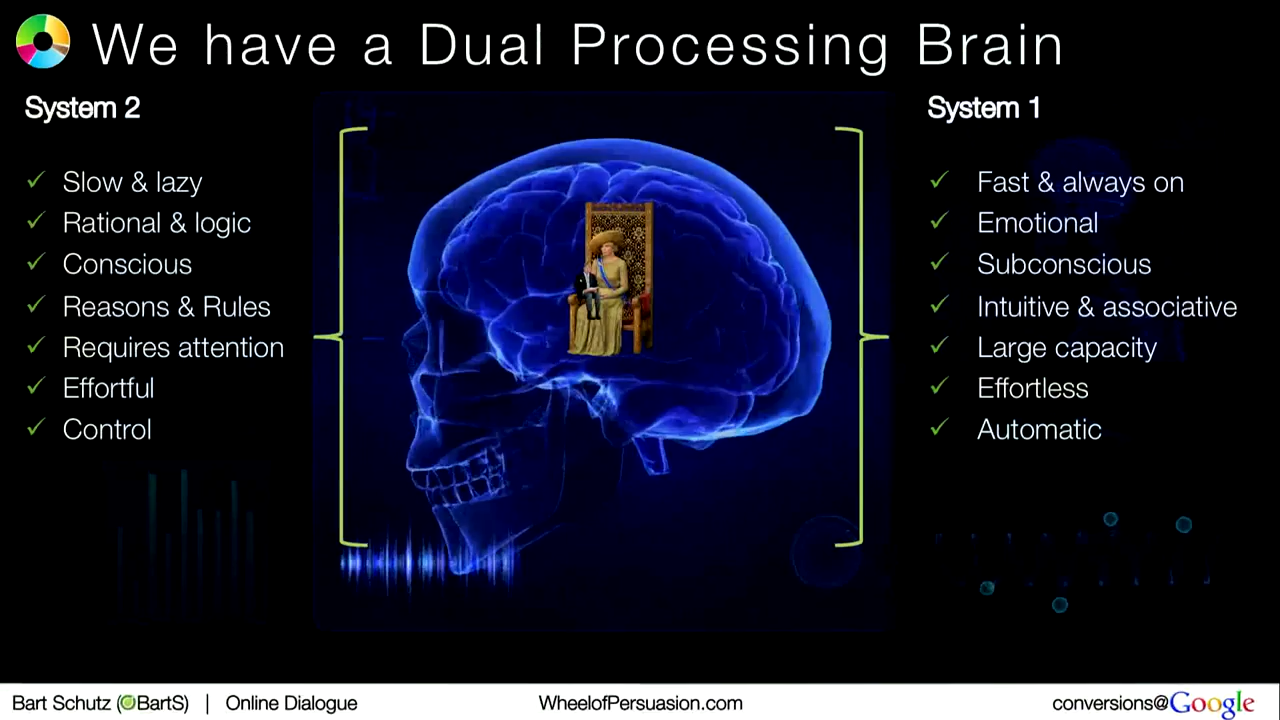 We have a Dual Processing Brain
System 2
Slow & lazy
Rational & logic
Conscious
Reasons & Rules
Requires attention
Effortful
Control
System 1
Fast & always on
Emotional
Subconscious
Intuitive & associative
Large capacity
Effortless
Automatic
Bart Schutz (@BartS) | Online Dialogue
WheelofPersuasion.com
conversions@Google